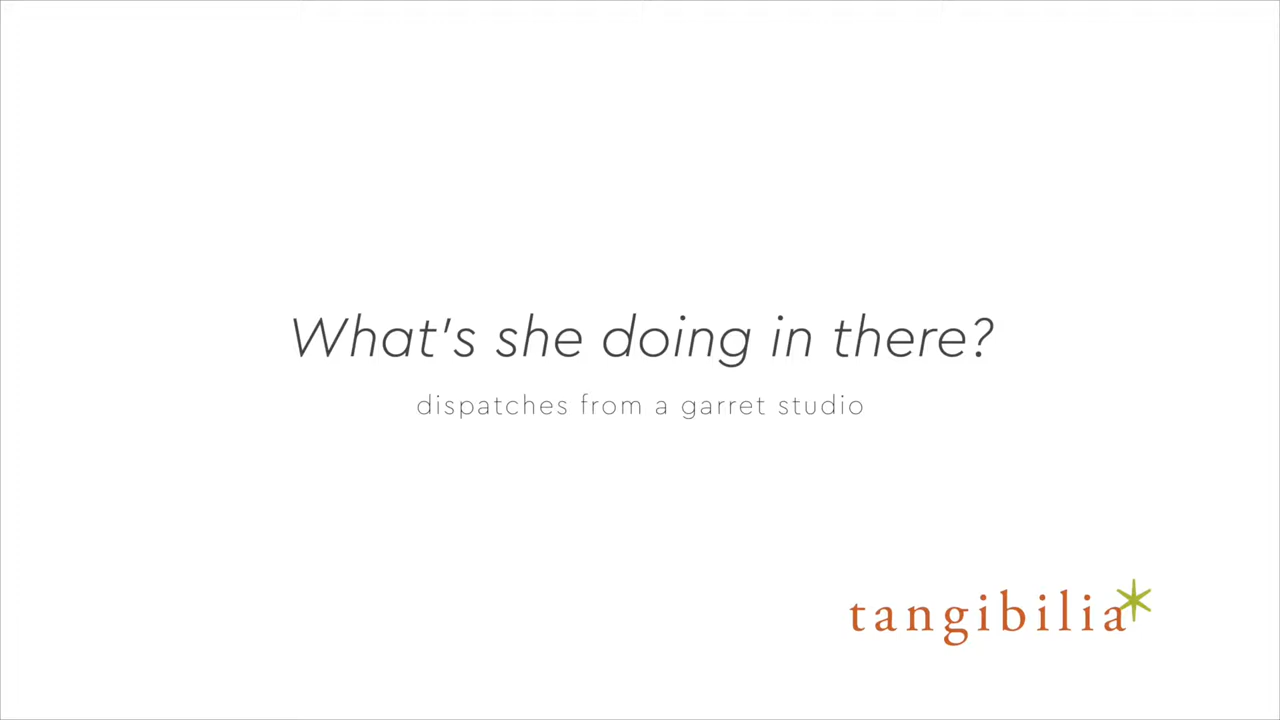 What's she doing in there?
dispatches from a garret studio
tangibilia*